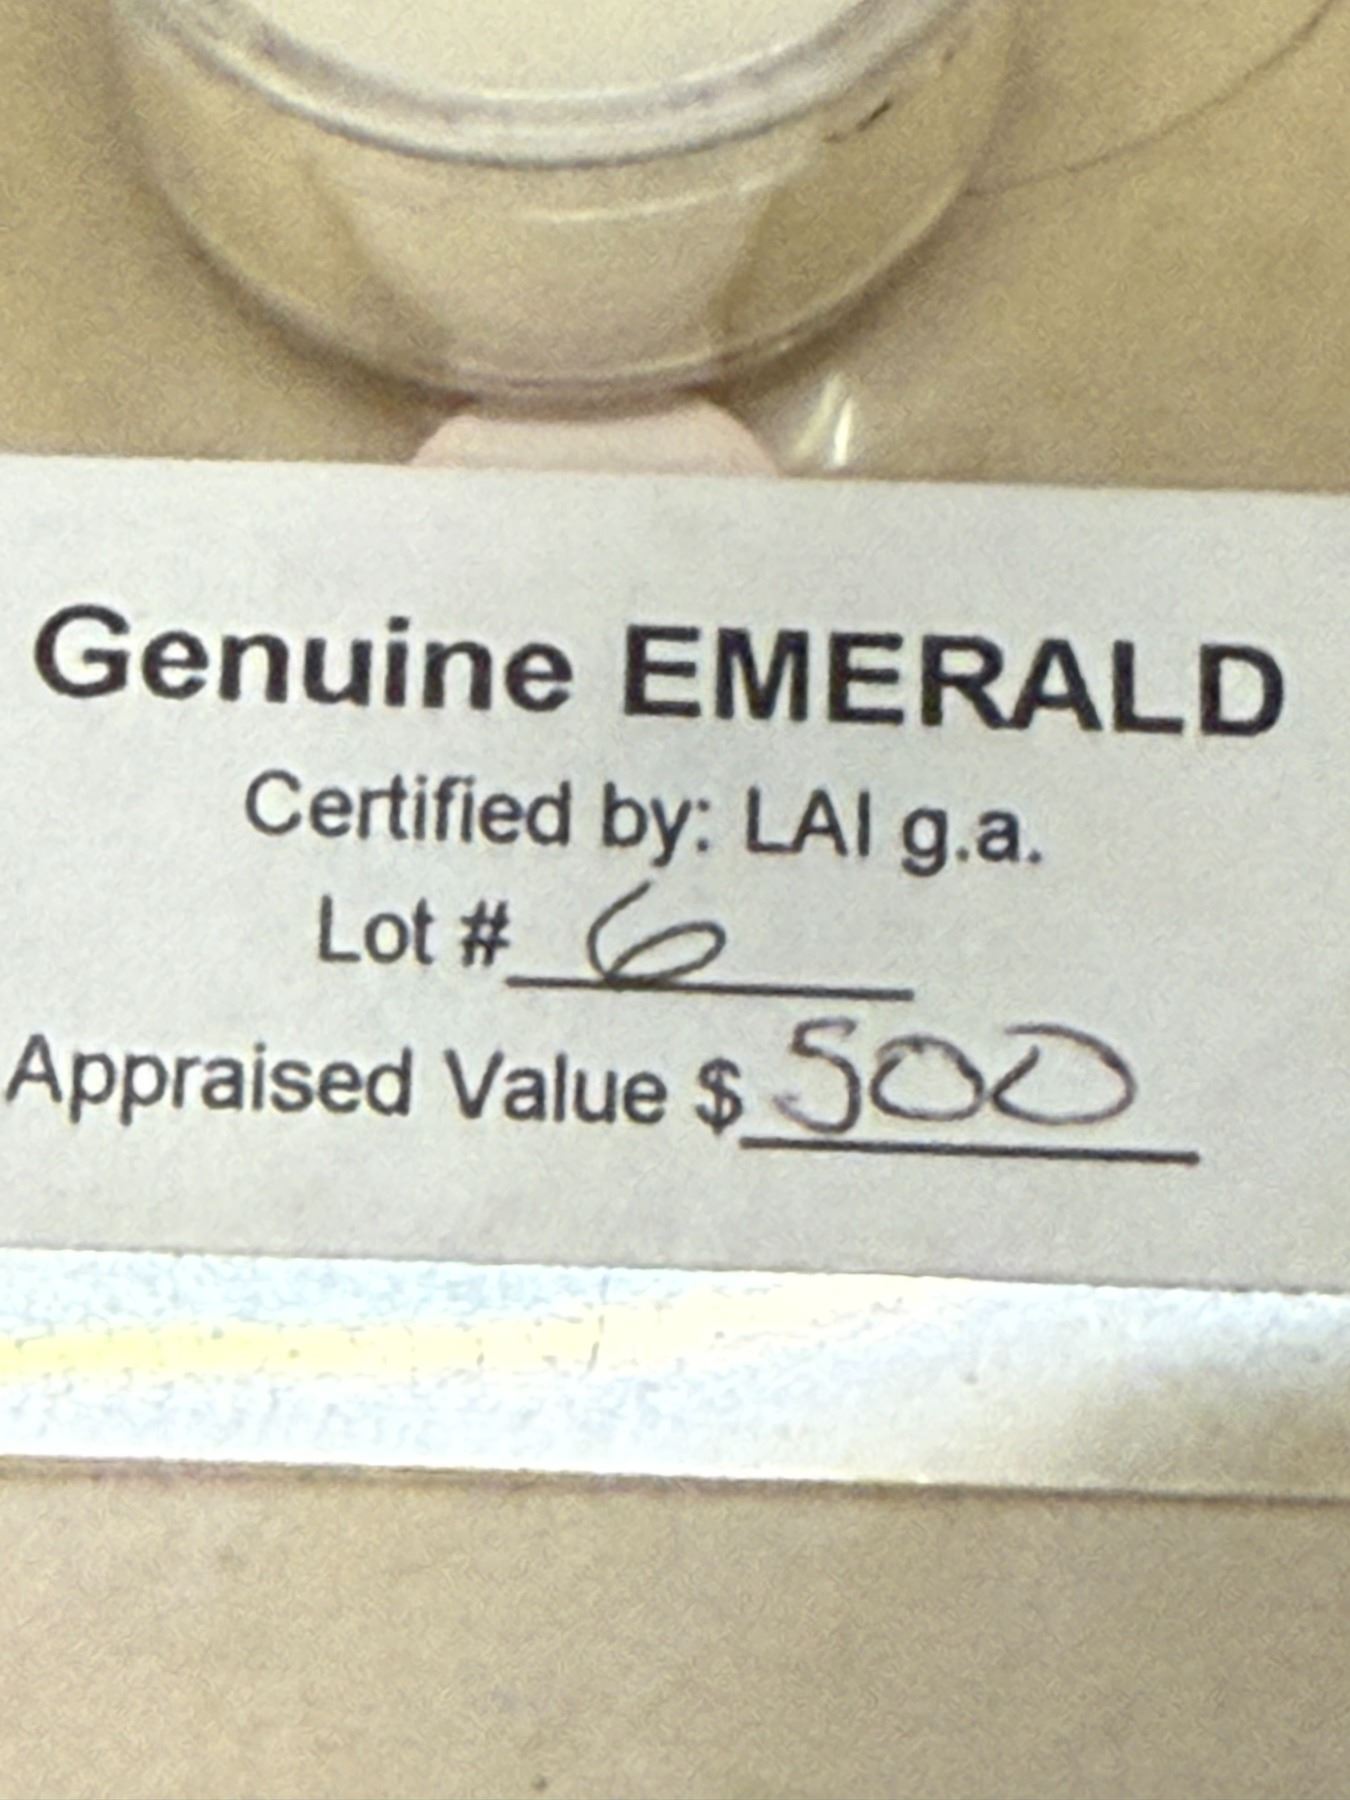 Genuine EMERALD
Certified by: LAI g.a.
Lot # 6
Appraised Value $ 500